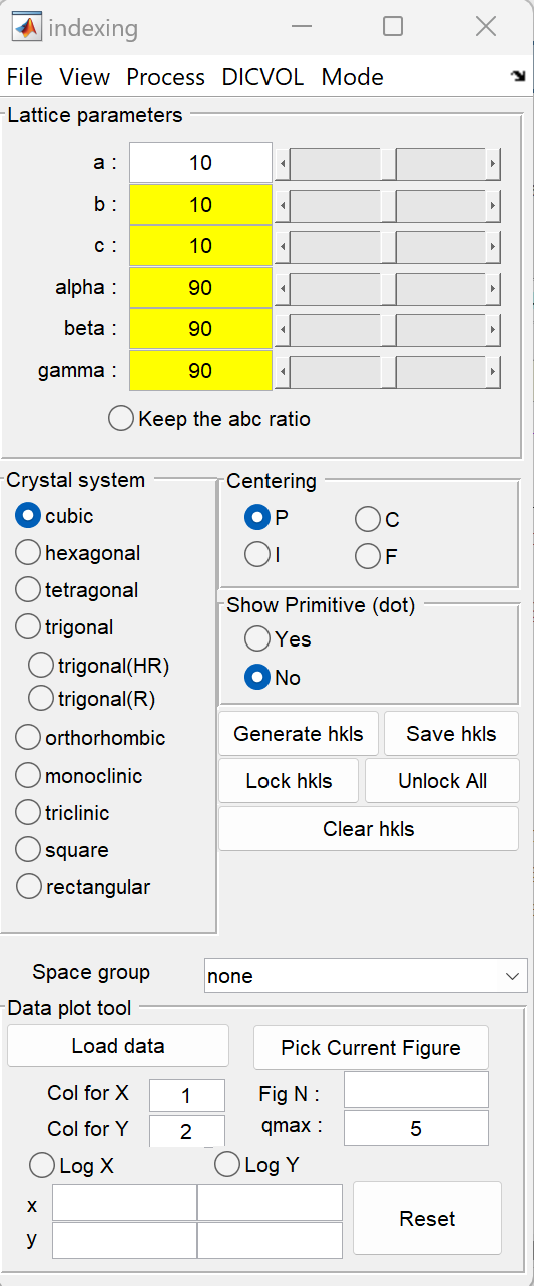 indexing
File View Process DICVOL Mode
Lattice parameters
a : 10
b : 10
c : 10
alpha : 90
beta : 90
gamma : 90
Keep the abc ratio
Crystal system
cubic
hexagonal
tetragonal
trigonal
trigonal(HR)
trigonal(R)
orthorhombic
monoclinic
triclinic
square
rectangular
Centering
P C
I F
Show Primitive (dot)
Yes
No
Generate hkls Save hkls
Lock hkls Unlock All
Clear hkls
Space group none
Data plot tool
Load data Pick Current Figure
Col for X 1 Fig N :
Col for Y 2 qmax : 5
Log X Log Y
x
y
Reset